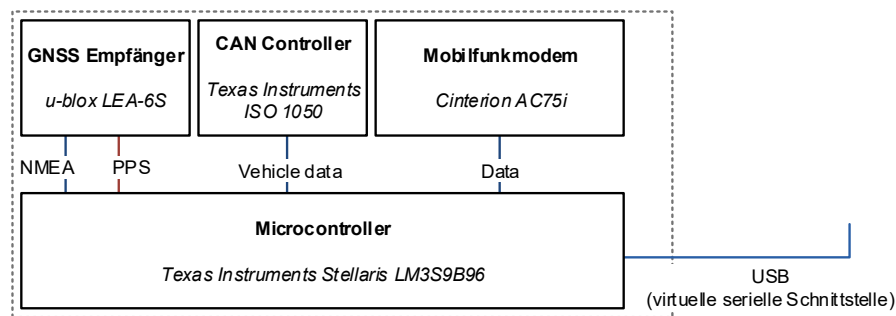 GNSS Empfänger
u-blox LEA-6S
CAN Controller
Texas Instruments
ISO 1050
Mobilfunkmodem
Cinterion AC75i
NMEA
PPS
Vehicle data
Data
Microcontroller
Texas Instruments Stellaris LM3S9B96
USB
(virtuelle serielle Schnittstelle)